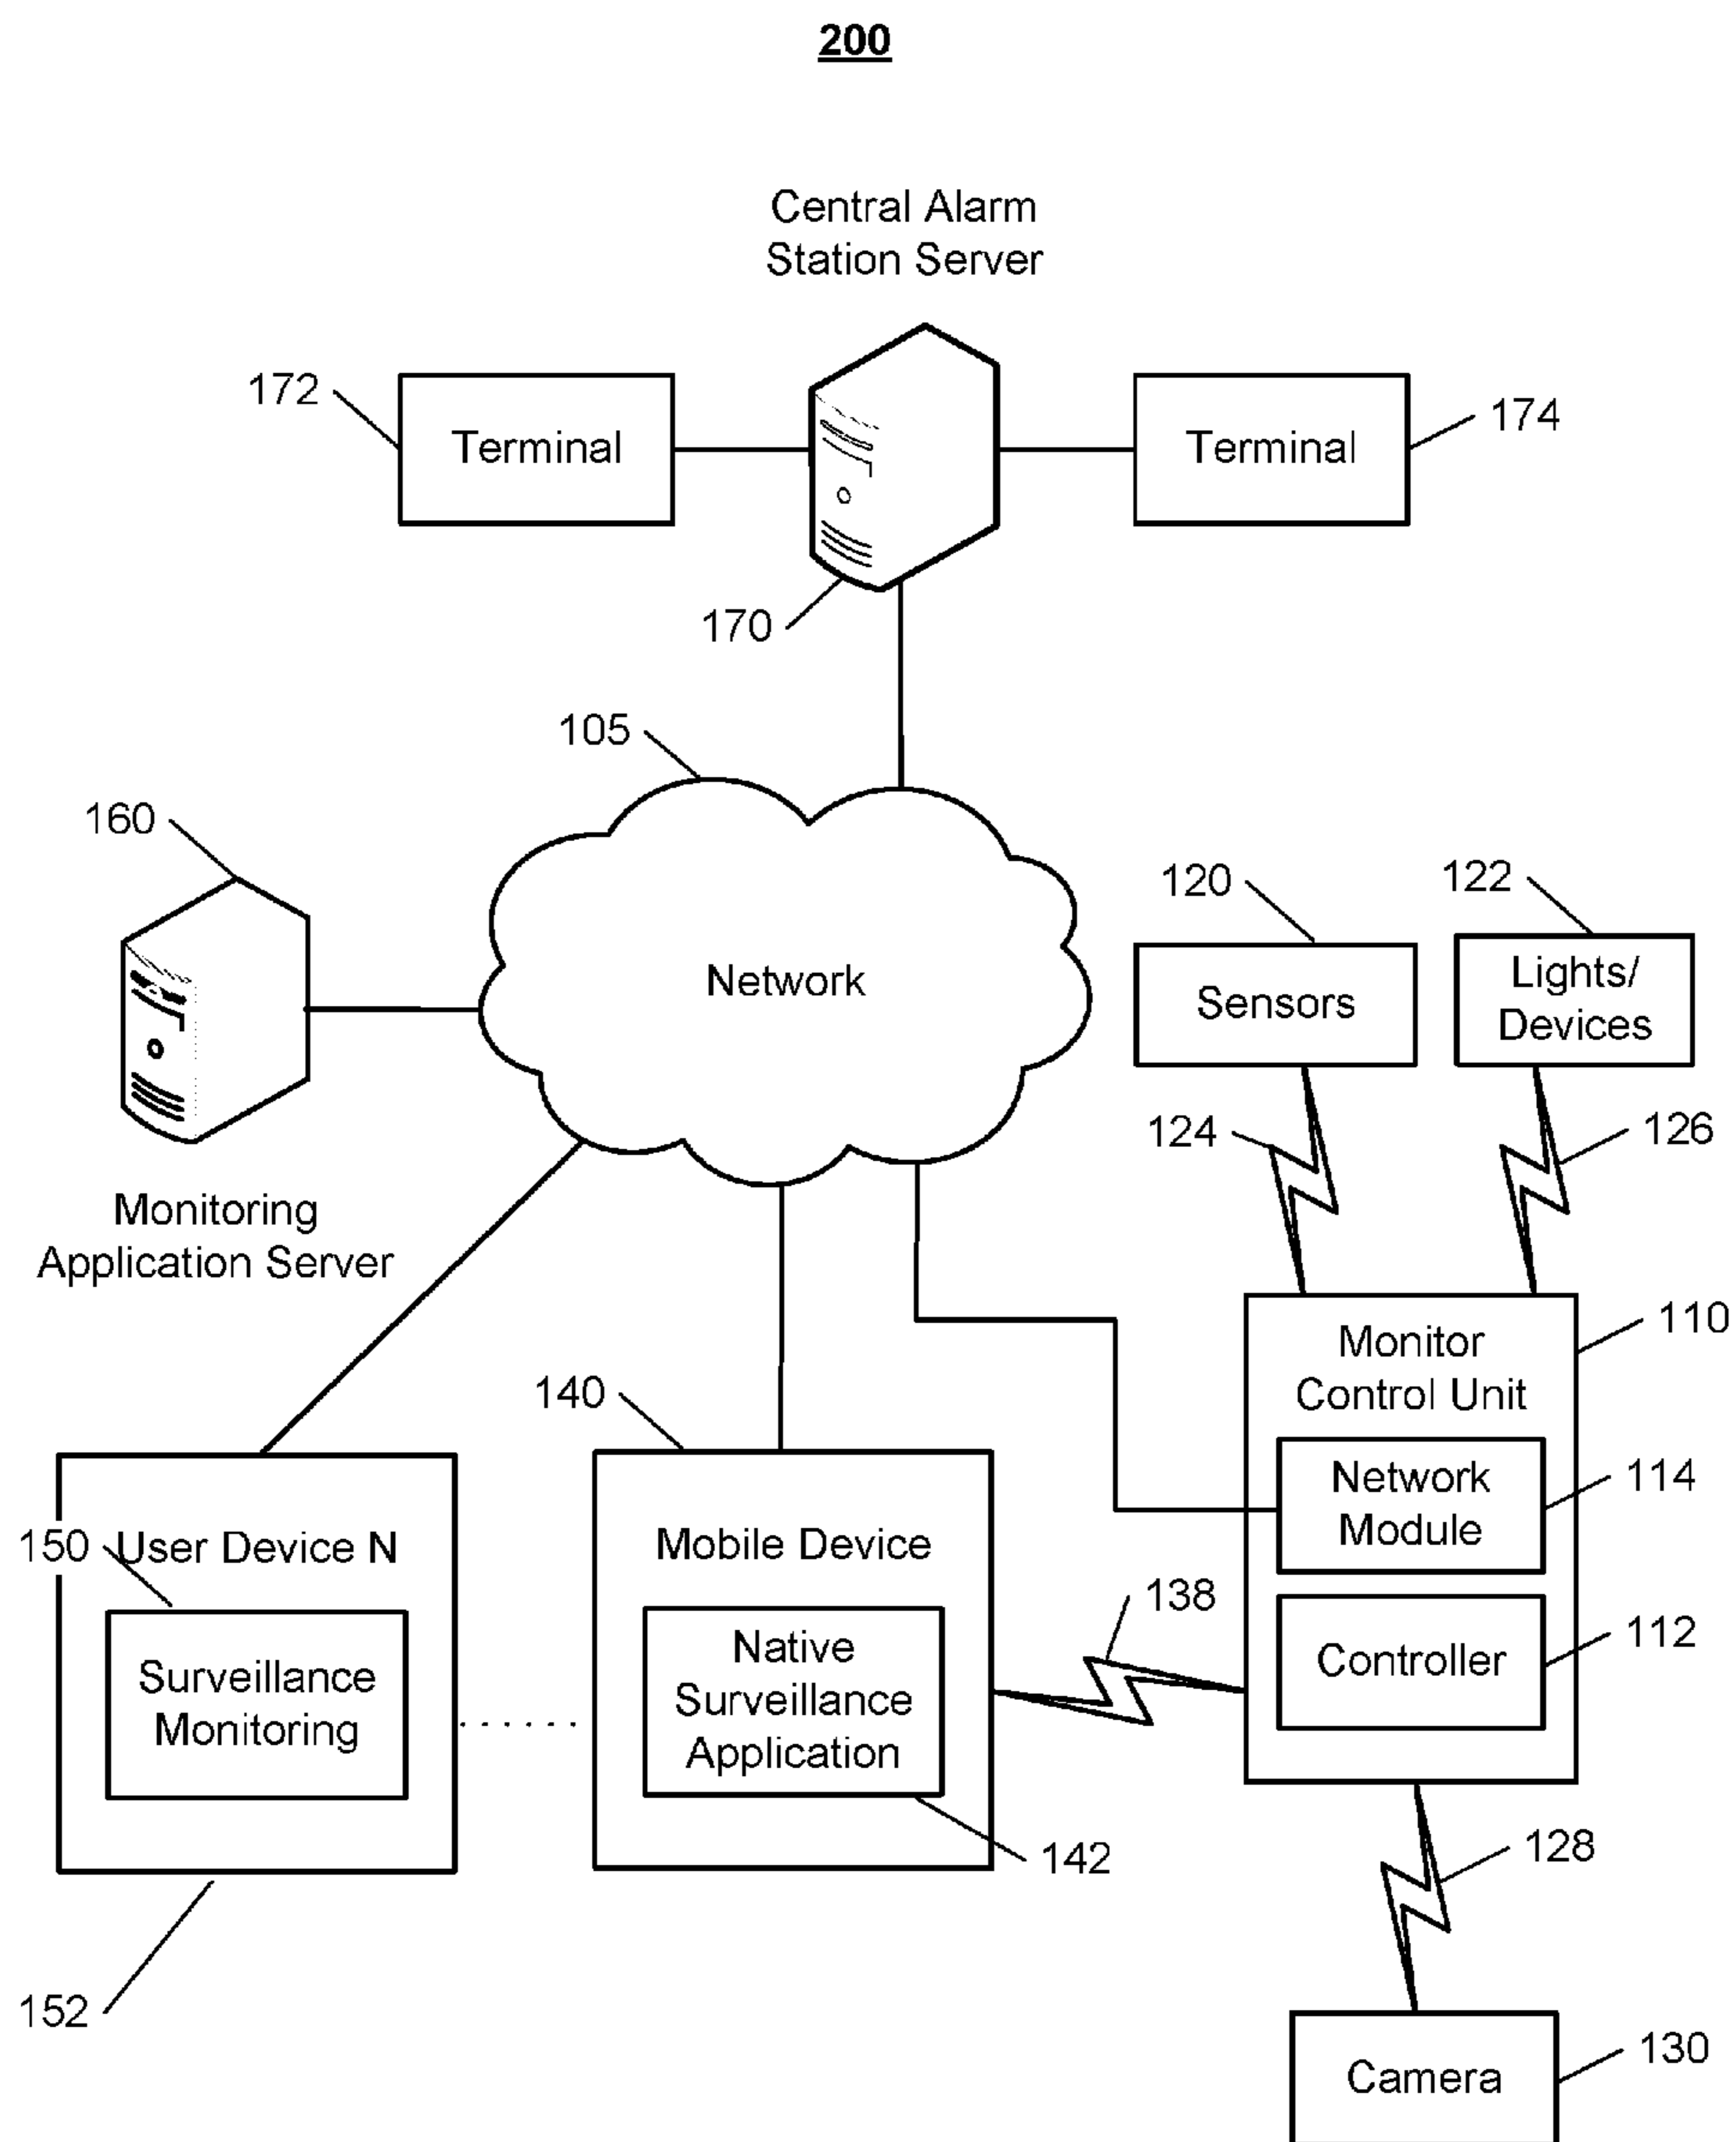 200
Central Alarm
Station Server
172
Terminal
Terminal
174
170
105
160
Network
120
122
Sensors
Lights/
Devices
124
126
Monitoring
Application Server
110
Monitor
Control Unit
140
Network
Module
114
150
User Device N
Mobile Device
138
Surveillance
Monitoring
Native
Surveillance
Application
Controller
112
142
128
152
Camera
130